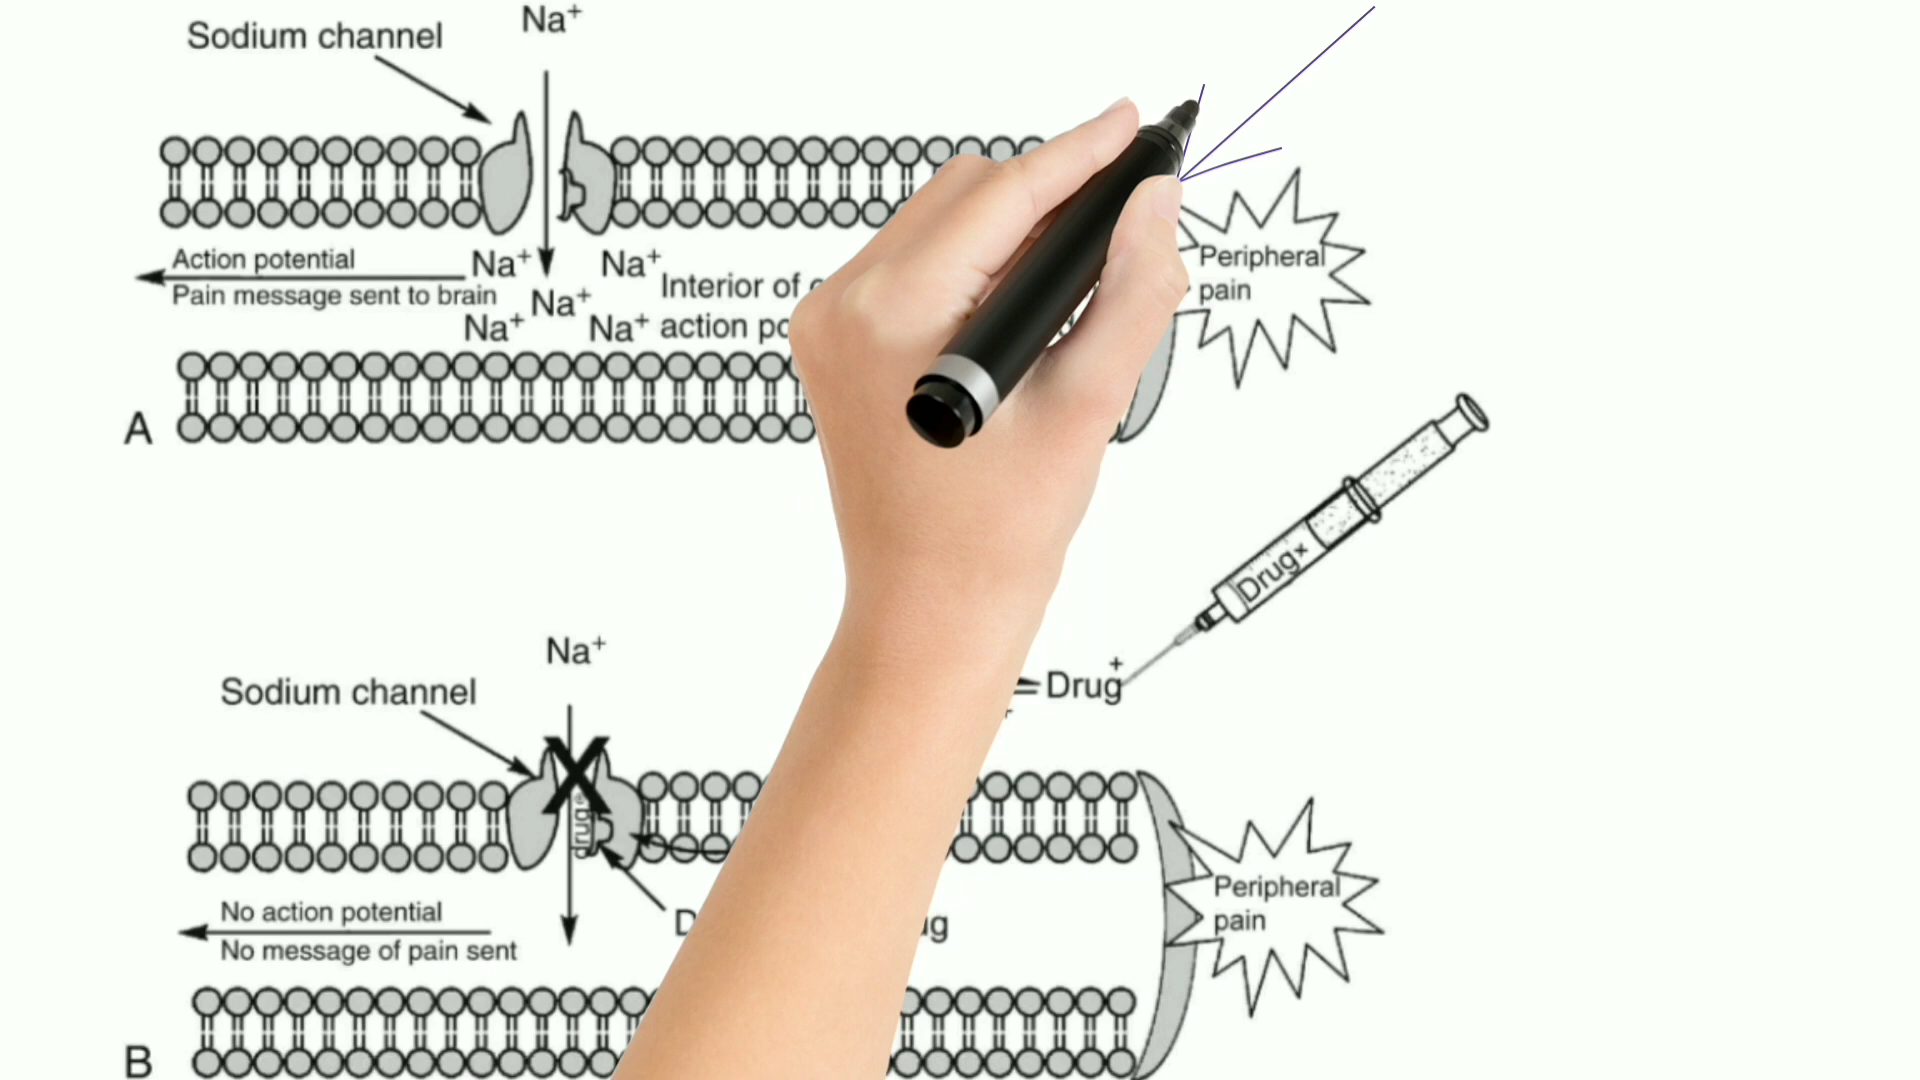 Na+
Sodium channel
Action potential
Pain message sent to brain
Na+
Na+
Na+
Na+
Na+
Interior of
action
Peripheral
pain
A
Drug+
Drug+
Na+
Sodium channel
drug
No action potential
No message of pain sent
Peripheral
pain
B